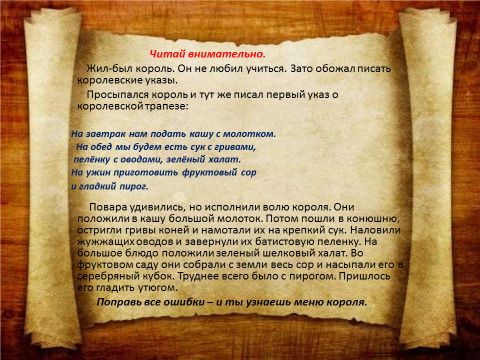 Читай внимательно.
Жил-был король. Он не любил учиться. Зато обожал писать
королевские указы.
Просыпался король и тут же писал первый указ о
королевской трапезе:
На завтрак нам подать кашу с молотком.
На обед мы будем есть сук с гривами,
пелёнку с оводами, зелёный халат.
На ужин приготовить фруктовый сор
и гладкий пирог.
Повара удивились, но исполнили волю короля. Они
положили в кашу большой молоток. Потом пошли в конюшню,
остригли гривы коней и намотали их на крепкий сук. Наловили
жужжащих оводов и завернули их батистовую пеленку. На
большое блюдо положили зеленый шелковый халат. Во
фруктовом саду они собрали с земли весь сор и насыпали его в
серебряный кубок. Труднее всего было с пирогом. Пришлось
его гладить утюгом.
Поправь все ошибки – и ты узнаешь меню короля.